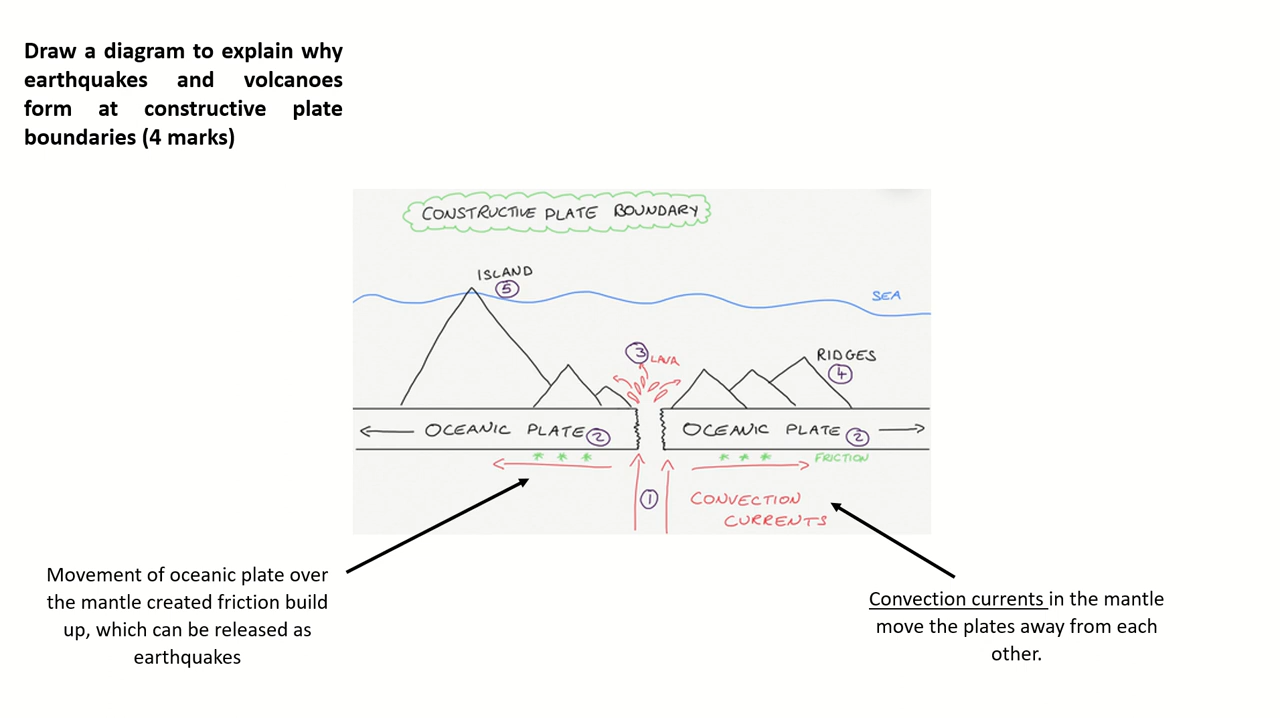 Draw a diagram to explain why
earthquakes and volcanoes
form at constructive plate
boundaries (4 marks)
CONSTRUCTIVE PLATE BOUNDARY
ISLAND
5
SEA
3 LAVA
RIDGES
4
OCEANIC PLATE 2
OCEANIC PLATE 2
FRICTION
1
CONVECTION
CURRENTS
Movement of oceanic plate over
the mantle created friction build
up, which can be released as
earthquakes
Convection currents in the mantle
move the plates away from each
other.